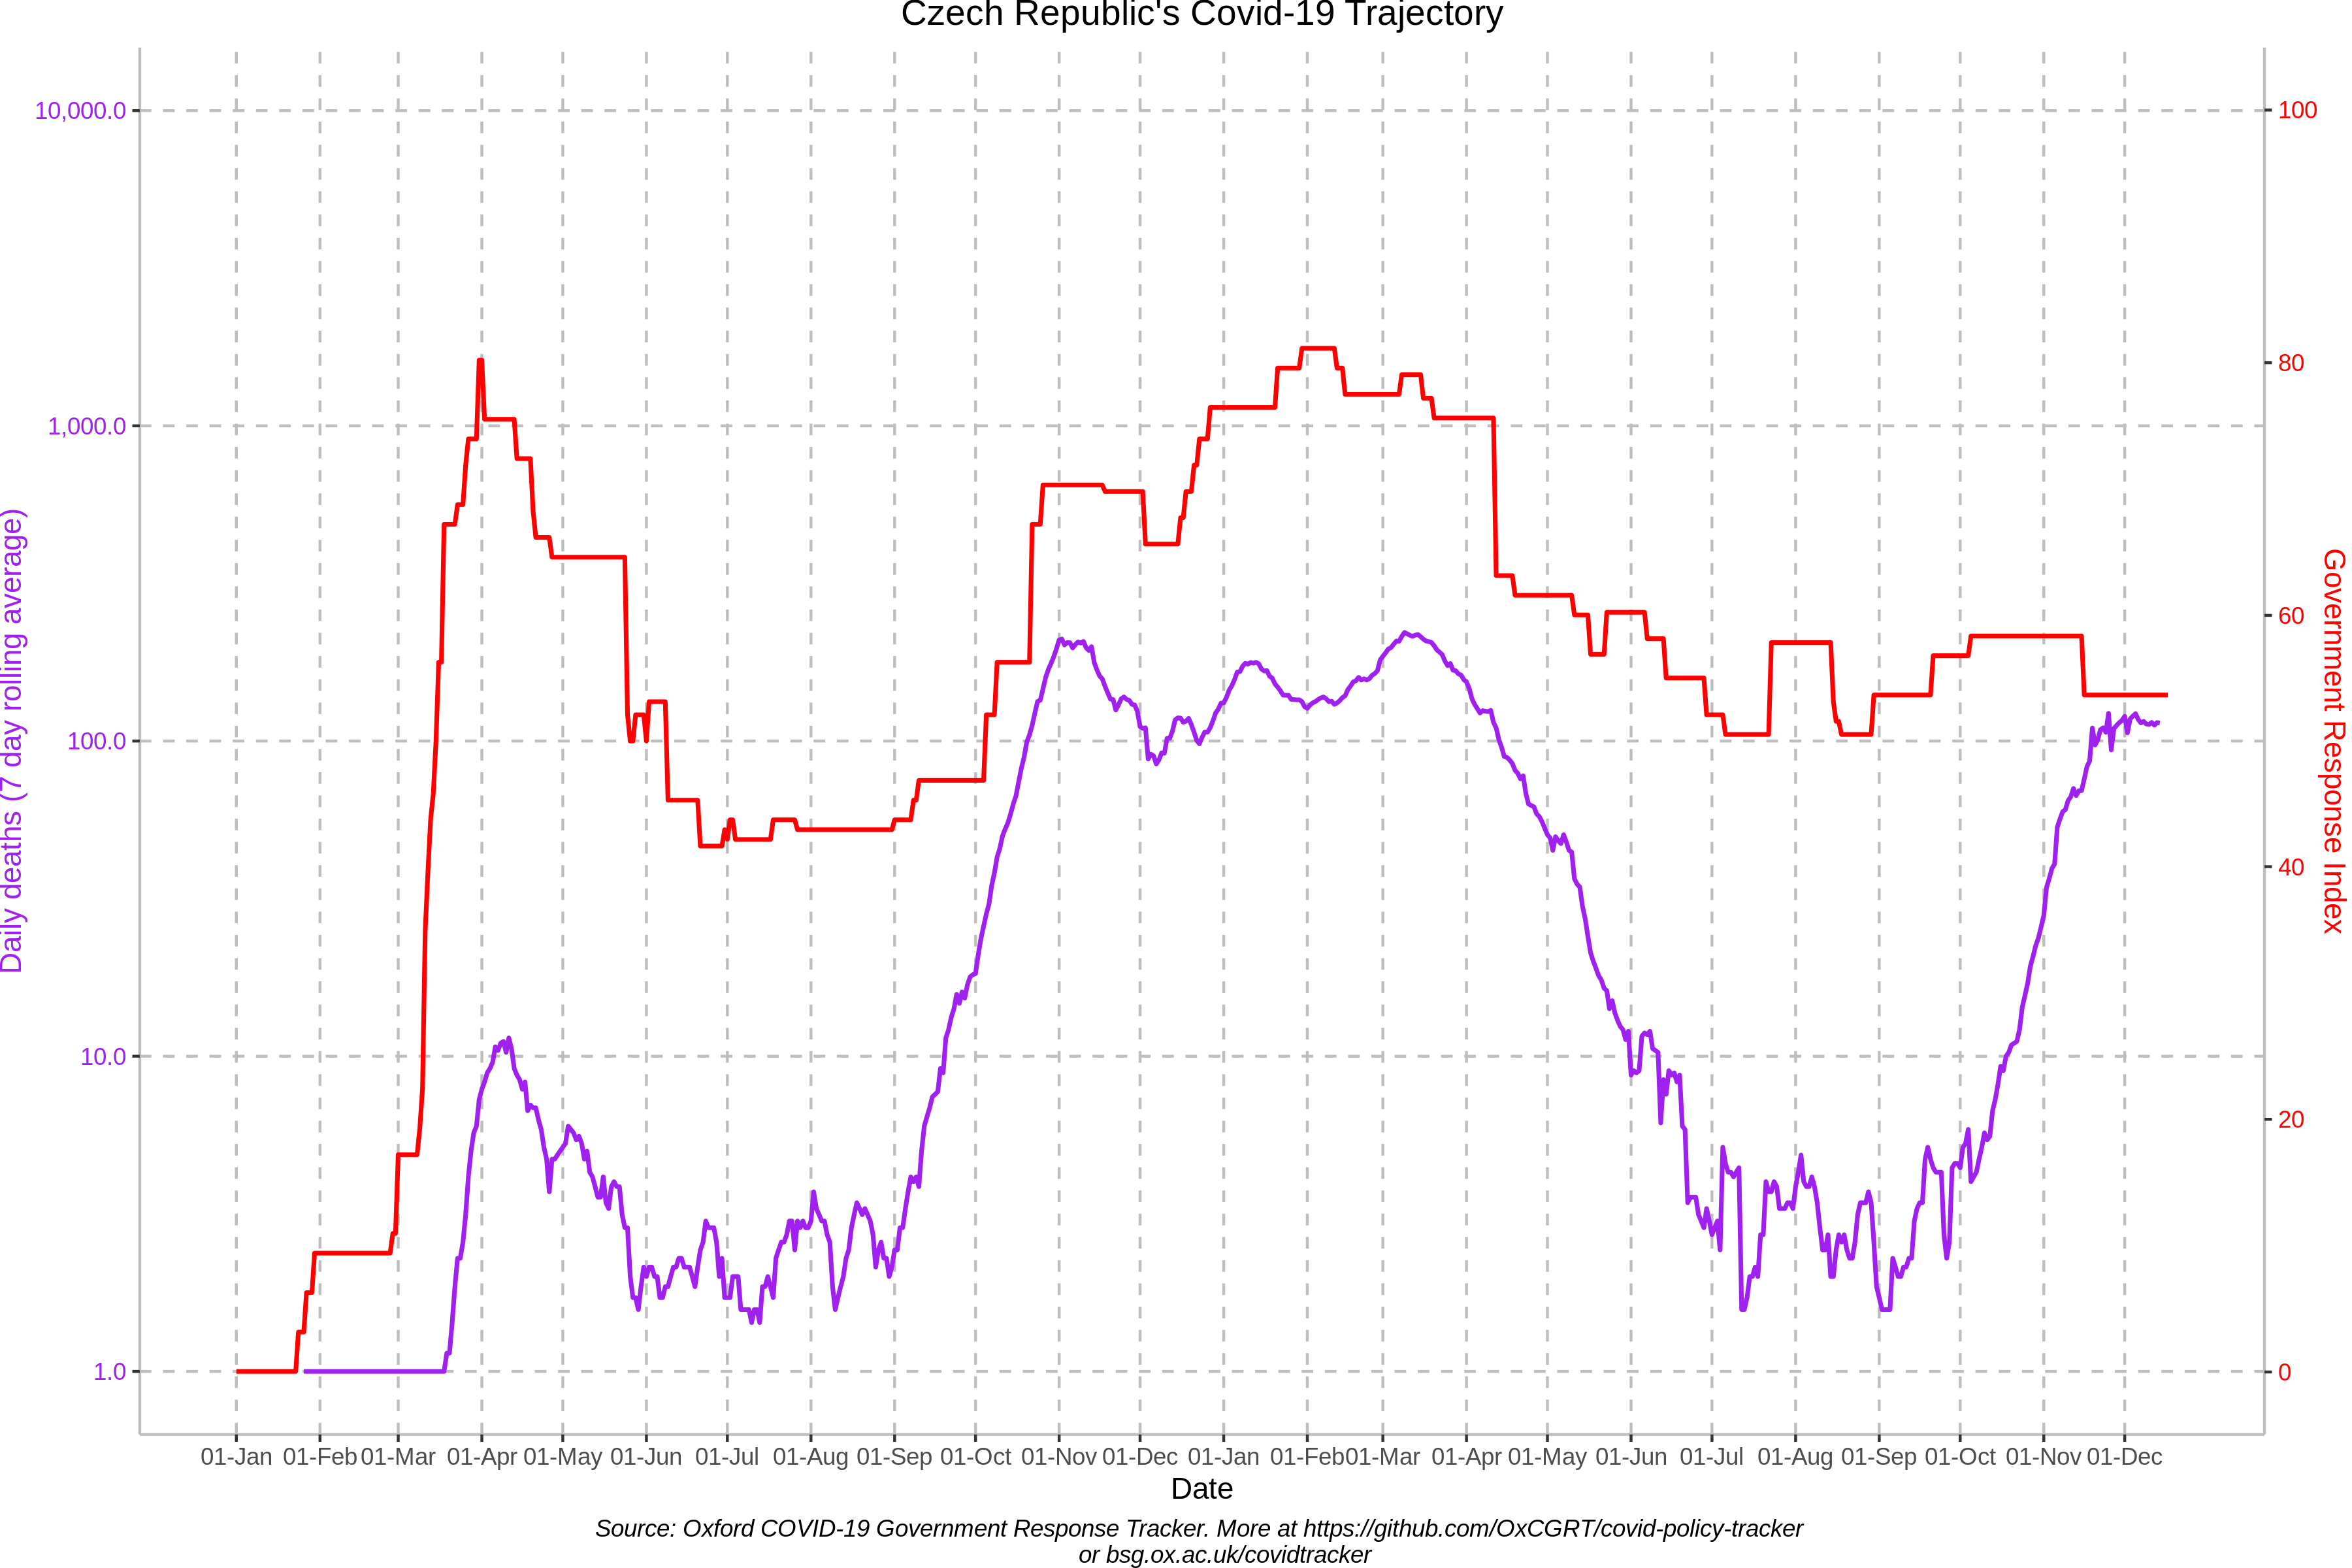 Czech Republic's Covid-19 Trajectory
10,000.0
1,000.0
100.0
10.0
1.0
Daily deaths (7 day rolling average)
100
80
60
40
20
0
Government Response Index
01-Jan 01-Feb 01-Mar 01-Apr 01-May 01-Jun 01-Jul 01-Aug 01-Sep 01-Oct 01-Nov 01-Dec 01-Jan 01-Feb 01-Mar 01-Apr 01-May 01-Jun 01-Jul 01-Aug 01-Sep 01-Oct 01-Nov 01-Dec
Date
Source: Oxford COVID-19 Government Response Tracker. More at https://github.com/OxCGRT/covid-policy-tracker
or bsg.ox.ac.uk/covidtracker